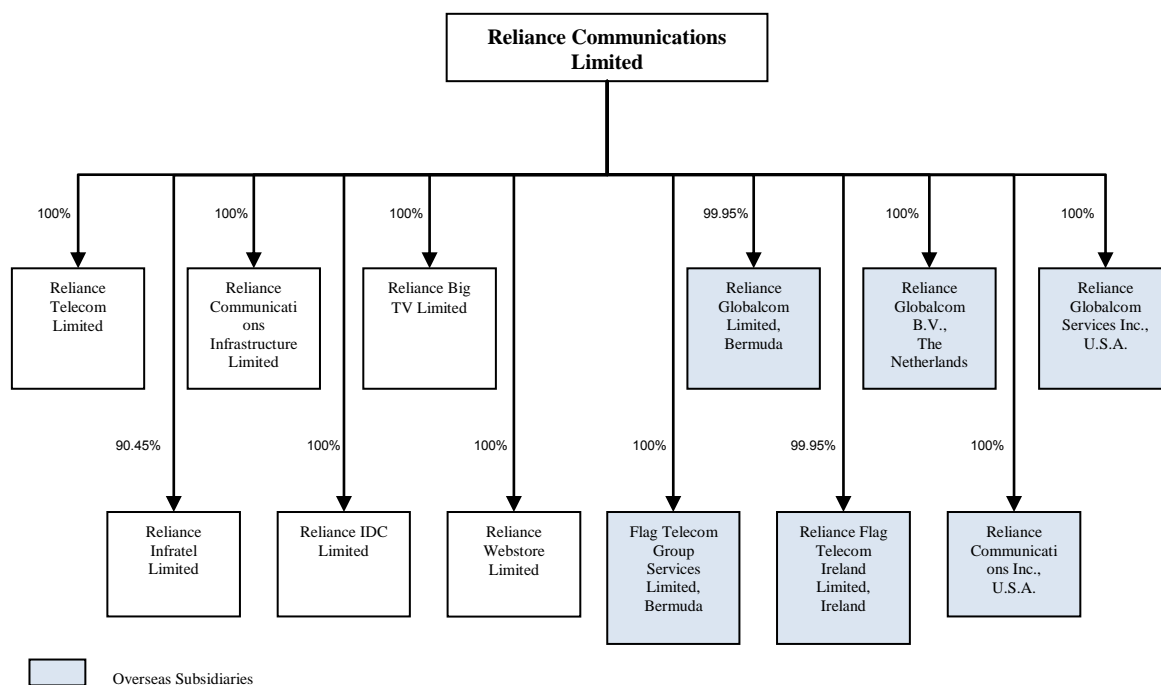 Reliance Communications
Limited
100%
100%
100%
99.95%
100%
100%
Reliance
Telecom
Limited
Reliance
Communicati
ons
Infrastructure
Limited
Reliance Big
TV Limited
Reliance
Globalcom
Limited,
Bermuda
Reliance
Globalcom
B.V.,
The
Netherlands
Reliance
Globalcom
Services Inc.,
U.S.A.
90.45%
100%
100%
100%
99.95%
100%
Reliance
Infratel
Limited
Reliance IDC
Limited
Reliance
Webstore
Limited
Flag Telecom
Group
Services
Limited,
Bermuda
Reliance Flag
Telecom
Ireland
Limited,
Ireland
Reliance
Communicati
ons Inc.,
U.S.A.
Overseas Subsidiaries